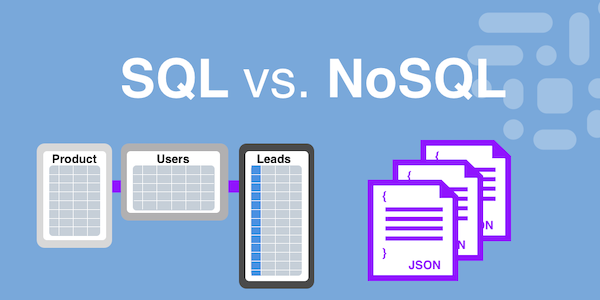 SQL vs. NoSQL
Product
Users
Leads
{
{
{
}
JSON